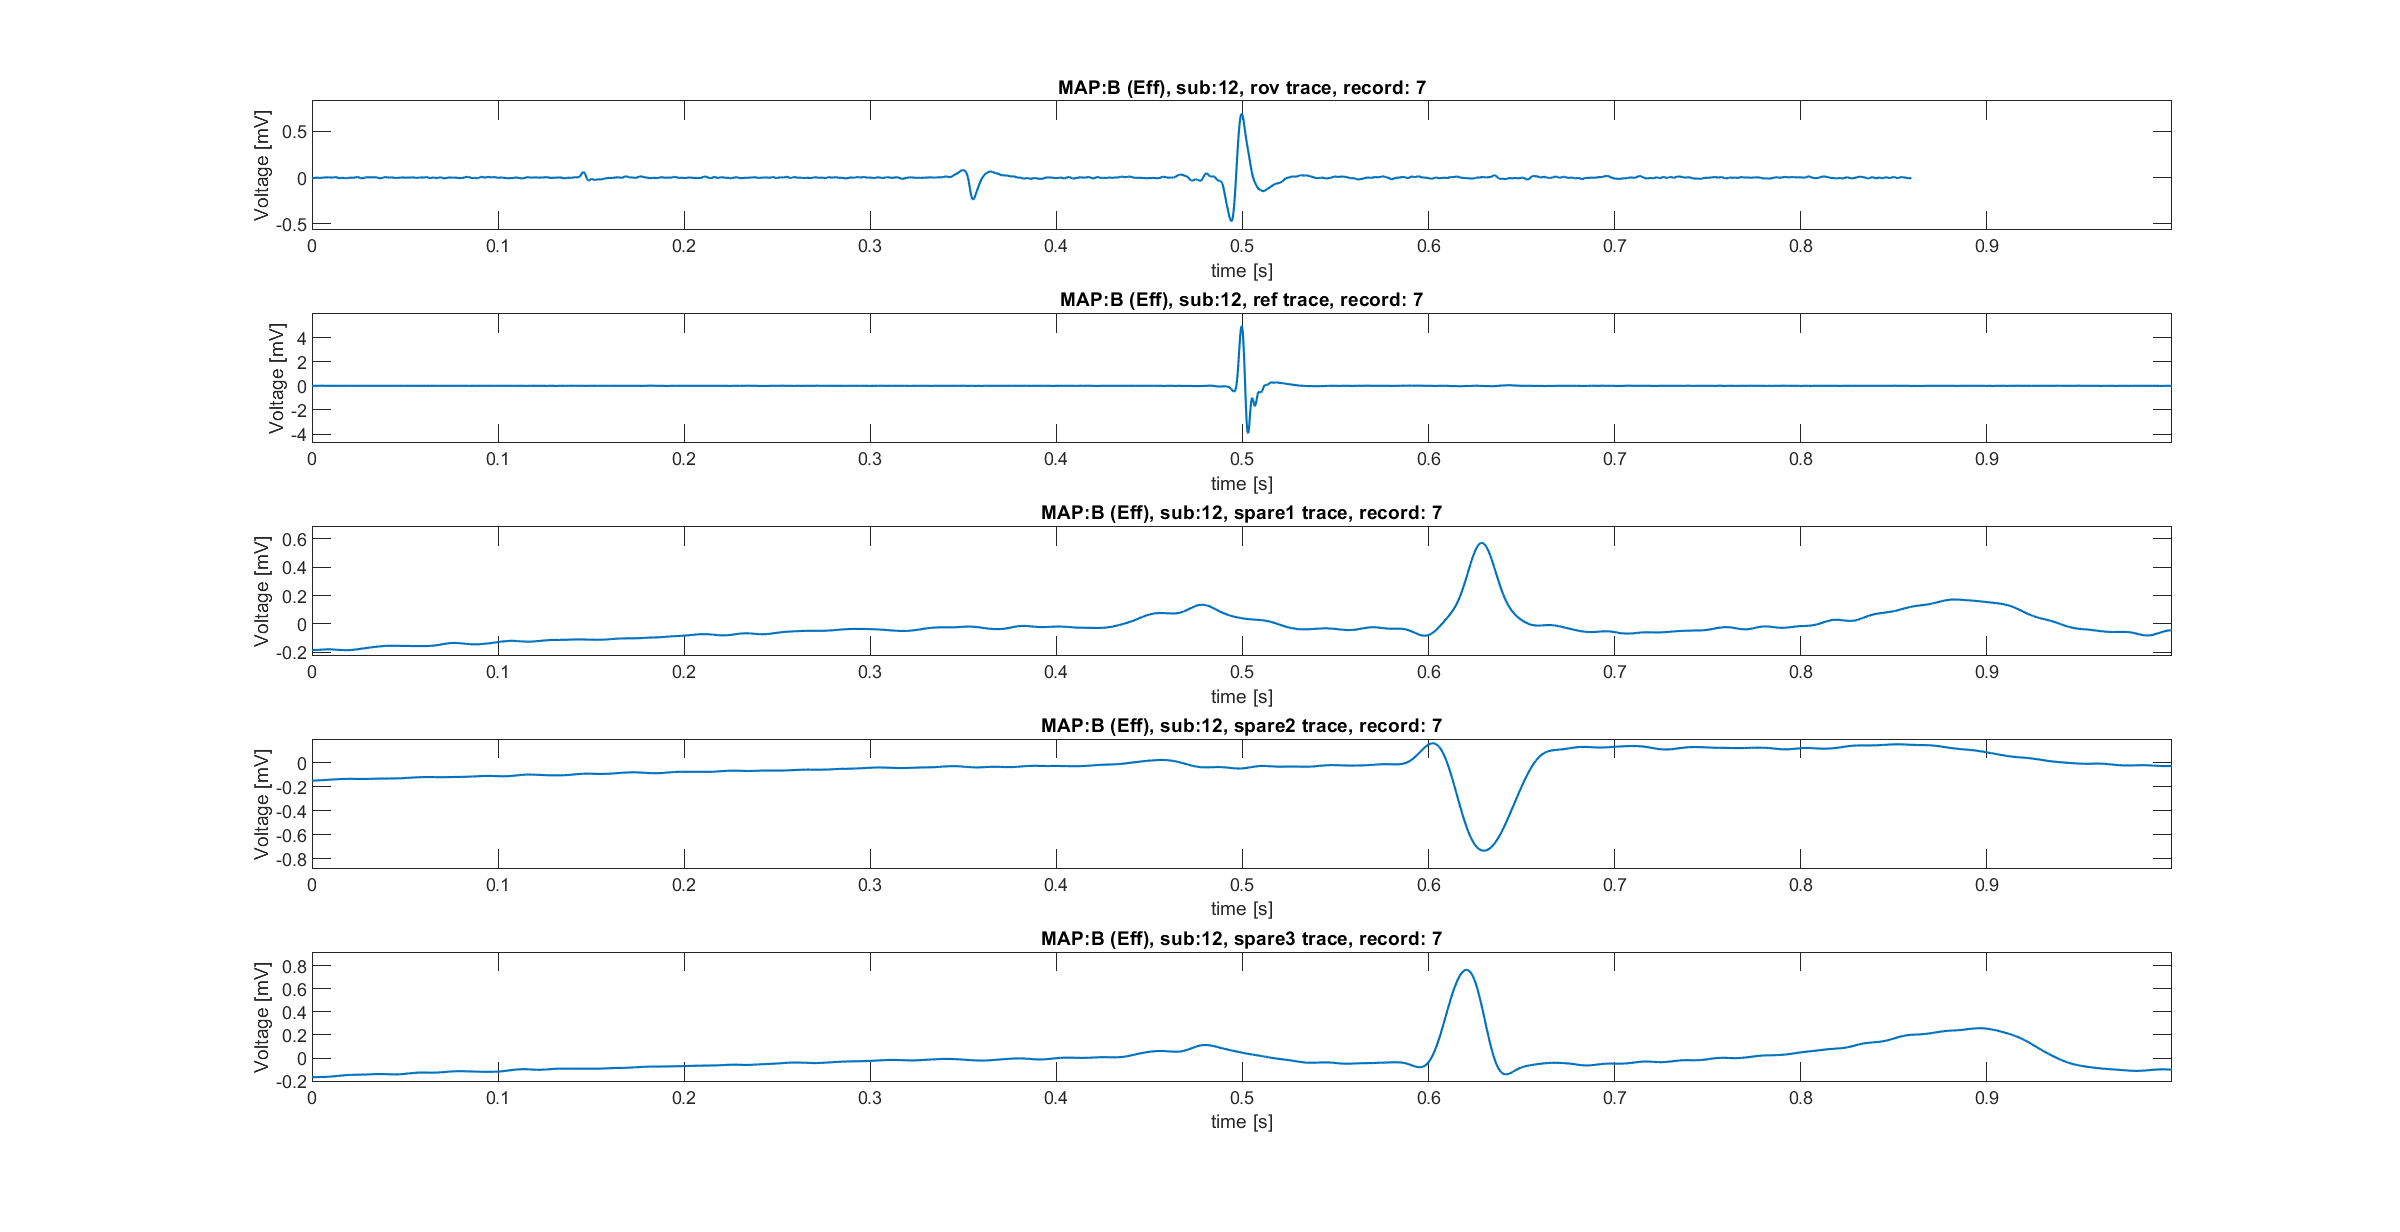 MAP:B (Eff), sub:12, rov trace, record: 7
Voltage [mV]
0.5
0
-0.5
0 0.1 0.2 0.3 0.4 0.5 0.6 0.7 0.8 0.9
time [s]
MAP:B (Eff), sub:12, ref trace, record: 7
Voltage [mV]
4
2
0
-2
-4
0 0.1 0.2 0.3 0.4 0.5 0.6 0.7 0.8 0.9
time [s]
MAP:B (Eff), sub:12, spare1 trace, record: 7
Voltage [mV]
0.6
0.4
0.2
0
-0.2
0 0.1 0.2 0.3 0.4 0.5 0.6 0.7 0.8 0.9
time [s]
MAP:B (Eff), sub:12, spare2 trace, record: 7
Voltage [mV]
0
-0.2
-0.4
-0.6
-0.8
0 0.1 0.2 0.3 0.4 0.5 0.6 0.7 0.8 0.9
time [s]
MAP:B (Eff), sub:12, spare3 trace, record: 7
Voltage [mV]
0.8
0.6
0.4
0.2
0
-0.2
0 0.1 0.2 0.3 0.4 0.5 0.6 0.7 0.8 0.9
time [s]